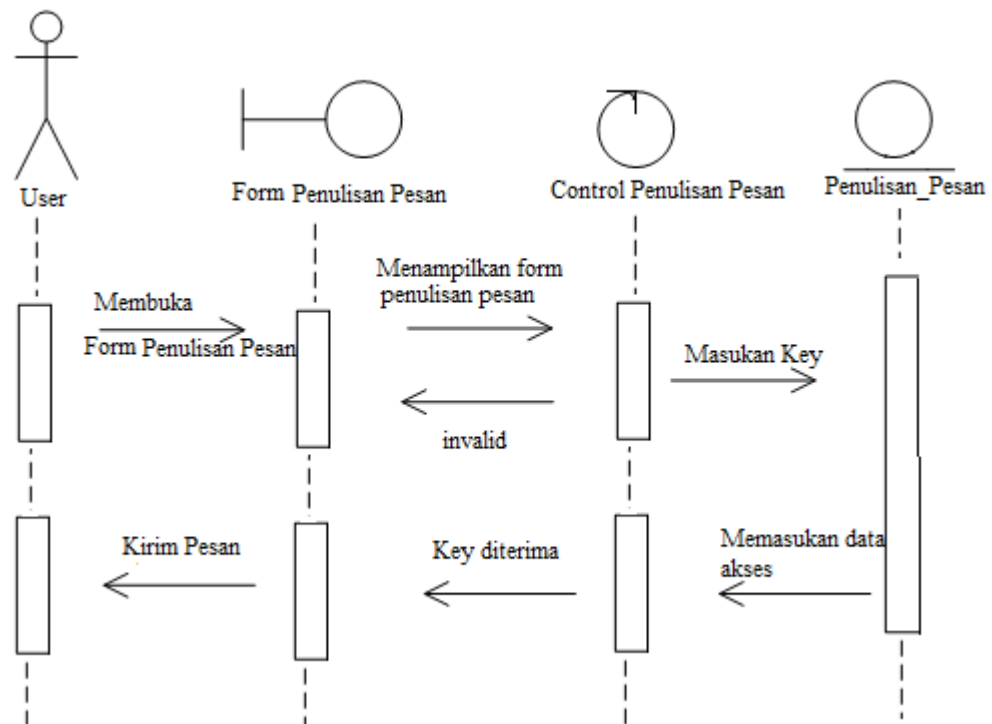 User
Form Penulisan Pesan
Control Penulisan Pesan
Penulisan_Pesan
Membuka
Form Penulisan Pesan
Menampilkan form
penulisan pesan
Masukan Key
invalid
Kirim Pesan
Key diterima
Memasukan data
akses